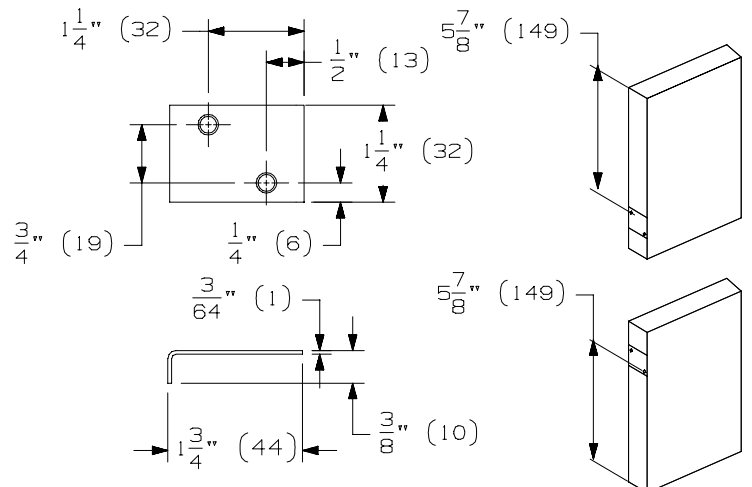 1 1/4" (32)
1/2" (13)
1 1/4" (32)
3/4" (19)
1/4" (6)
5 7/8" (149)
3/64" (1)
5 7/8" (149)
3/8" (10)
1 3/4" (44)